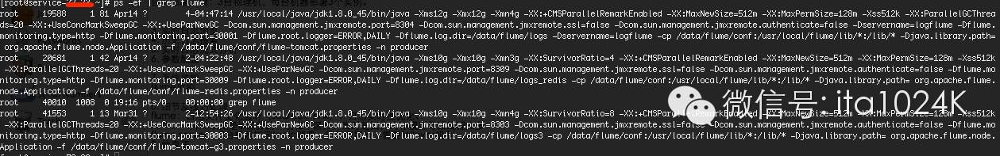 [root@service- ~]# ps -ef | grep flume
root 19588 1 81 Apr14 ? 4-04:47:14 /usr/local/java/jdk1.8.0_45/bin/java -Xms12g -Xmx12g -Xmn4g -XX:+CMSParallelRemarkEnabled -XX:MaxNewSize=512m -XX:MaxPermSize=128m -Xss512k -XX:ParallelGCThrea
ds=20 -XX:+UseConcMarkSweepGC -XX:+UseParNewGC -Dcom.sun.management.jmxremote.port=8304 -Dcom.sun.management.jmxremote.ssl=false -Dcom.sun.management.jmxremote.authenticate=false -Dservername=logflume -Dflume.
monitoring.type=http -Dflume.monitoring.port=30001 -Dflume.root.logger=ERROR,DAILY -Dflume.log.dir=/data/flume/logs -Dservername=logflume -cp /data/flume/conf:/usr/local/flume/lib/*:/lib/* -Djava.library.path=
org.apache.flume.node.Application -f /data/flume/conf/flume-tomcat.properties -n producer
root 20681 1 42 Apr14 ? 2-04:22:48 /usr/local/java/jdk1.8.0_45/bin/java -Xms10g -Xmx10g -Xmn3g -XX:SurvivorRatio=4 -XX:+CMSParallelRemarkEnabled -XX:MaxNewSize=512m -XX:MaxPermSize=128m -Xss512k
-XX:ParallelGCThreads=20 -XX:+UseConcMarkSweepGC -XX:+UseParNewGC -Dcom.sun.management.jmxremote.port=8309 -Dcom.sun.management.jmxremote.ssl=false -Dcom.sun.management.jmxremote.authenticate=false -Dflume.mo
nitoring.type=http -Dflume.monitoring.port=30009 -Dflume.root.logger=ERROR,DAILY -Dflume.log.dir=/data/flume/logs_redis -cp /data/flume/conf:/usr/local/flume/lib/*:/lib/* -Djava.library.path= org.apache.flume.
node.Application -f /data/flume/conf/flume-redis.properties -n producer
root 40010 1008 0 19:16 pts/0 00:00:00 grep flume
root 41553 1 13 Mar31 ? 2-12:54:26 /usr/local/java/jdk1.8.0_45/bin/java -Xms10g -Xmx10g -Xmn4g -XX:SurvivorRatio=8 -XX:+CMSParallelRemarkEnabled -XX:MaxNewSize=512m -XX:MaxPermSize=128m -Xss512k
-XX:ParallelGCThreads=20 -XX:+UseConcMarkSweepGC -XX:+UseParNewGC -Dcom.sun.management.jmxremote.port=8303 -Dcom.sun.management.jmxremote.ssl=false -Dcom.sun.management.jmxremote.authenticate=false -Dflume.mo
nitoring.type=http -Dflume.monitoring.port=30003 -Dflume.root.logger=ERROR,DAILY -Dflume.log.dir=/data/flume/logs3 -cp /data/flume/conf:/usr/local/flume/lib/*:/lib/* -Djava.library.path= org.apache.flume.node.
Application -f /data/flume/conf/flume-tomcat-g3.properties -n producer
微信号: ita1024K